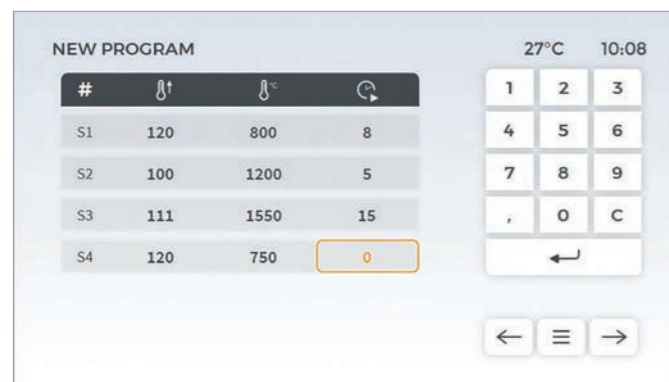 NEW PROGRAM 27°C 10:08
# °C
S1 120 800 8
S2 100 1200 5
S3 111 1550 15
S4 120 750 0
1 2 3
4 5 6
7 8 9
, 0 C